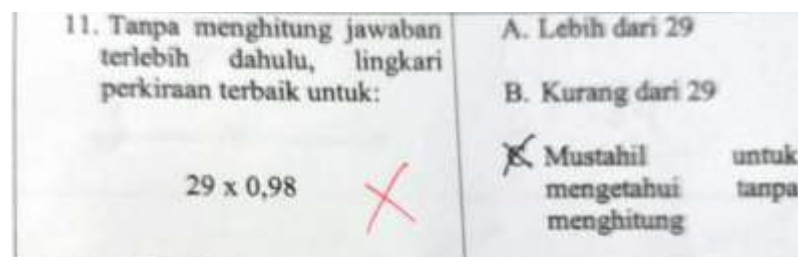 11. Tanpa menghitung jawaban
terlebih dahulu, lingkari
perkiraan terbaik untuk:
29 x 0,98
A. Lebih dari 29
B. Kurang dari 29
Mustahil untuk
mengetahui tanpa
menghitung